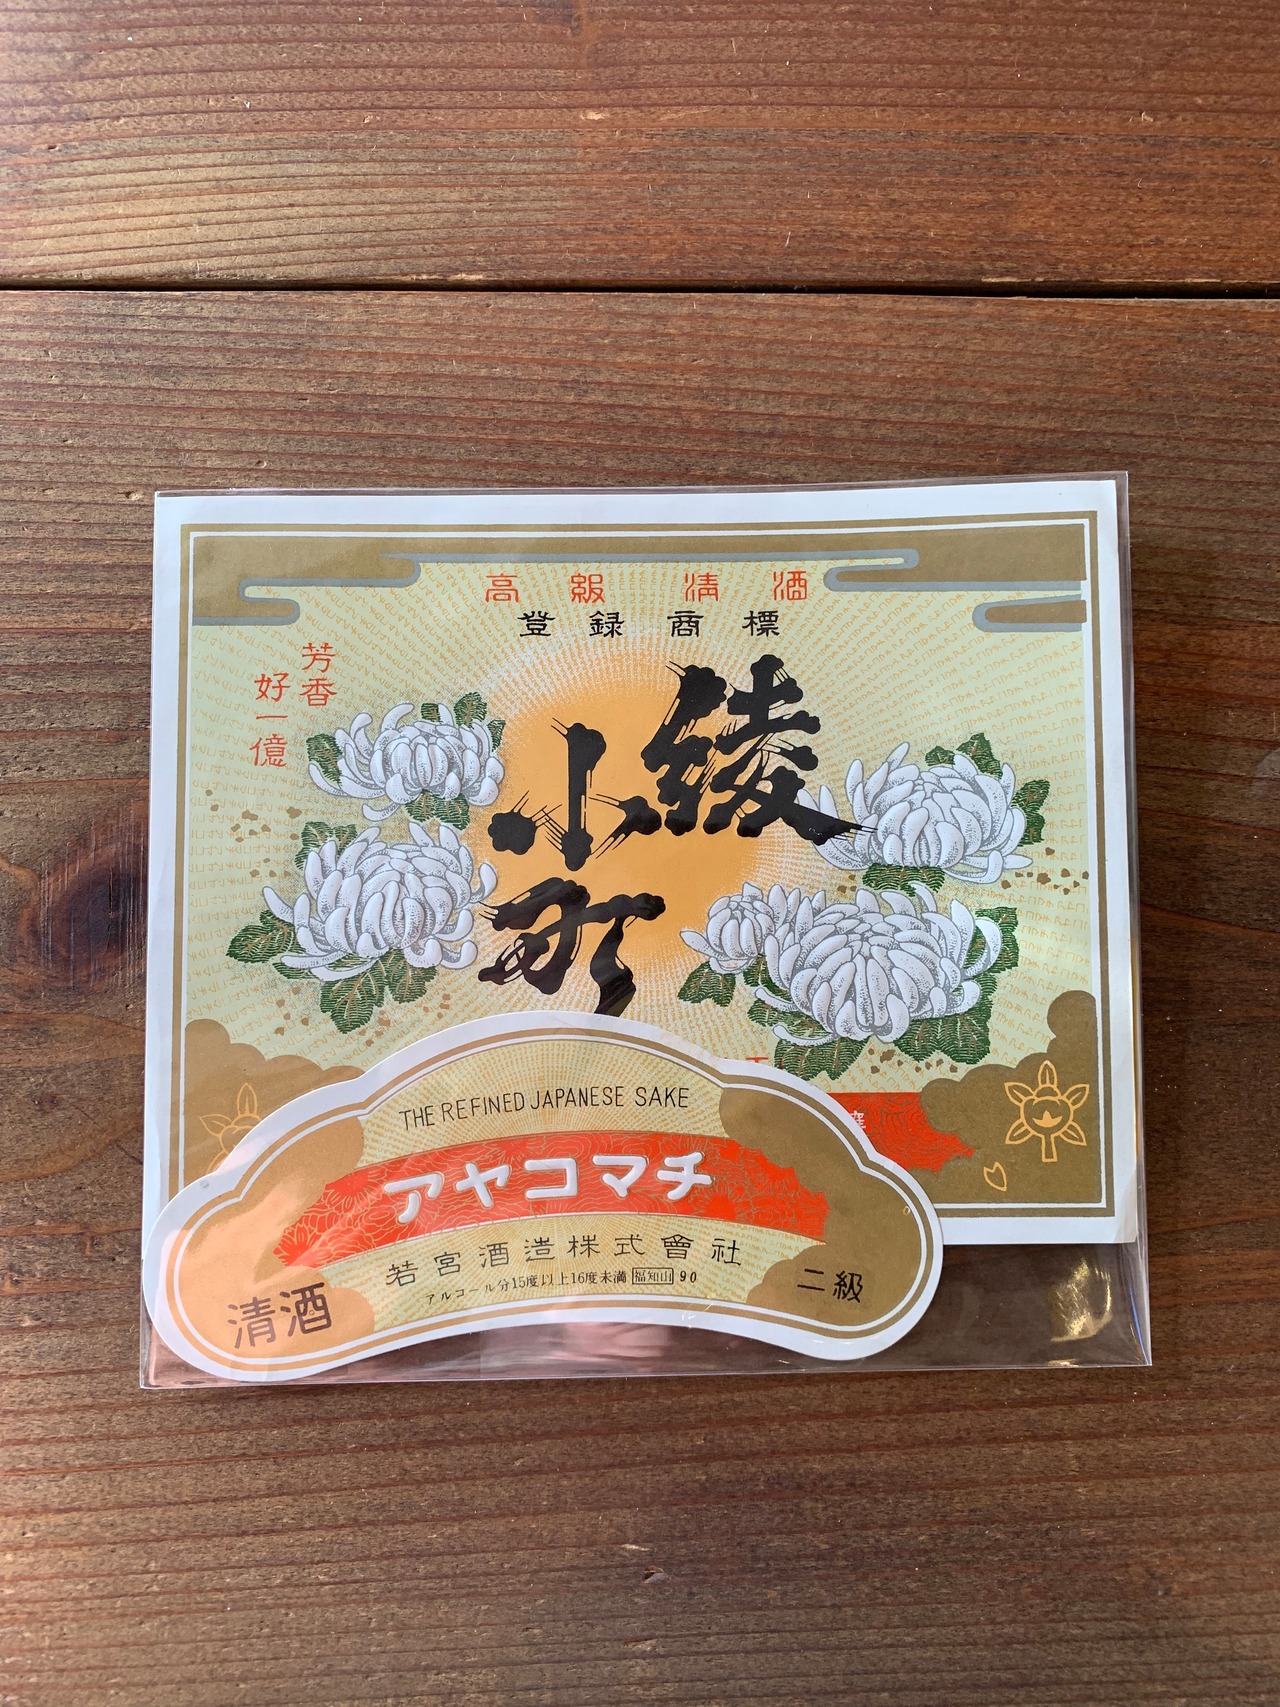 高級清酒
登録商標
芳香
好一億
綾
小
町
THE REFINED JAPANESE SAKE
アヤコマチ
若宮酒造株式會社
アルコール分15度以上16度未満 福知山 90
清酒
二級